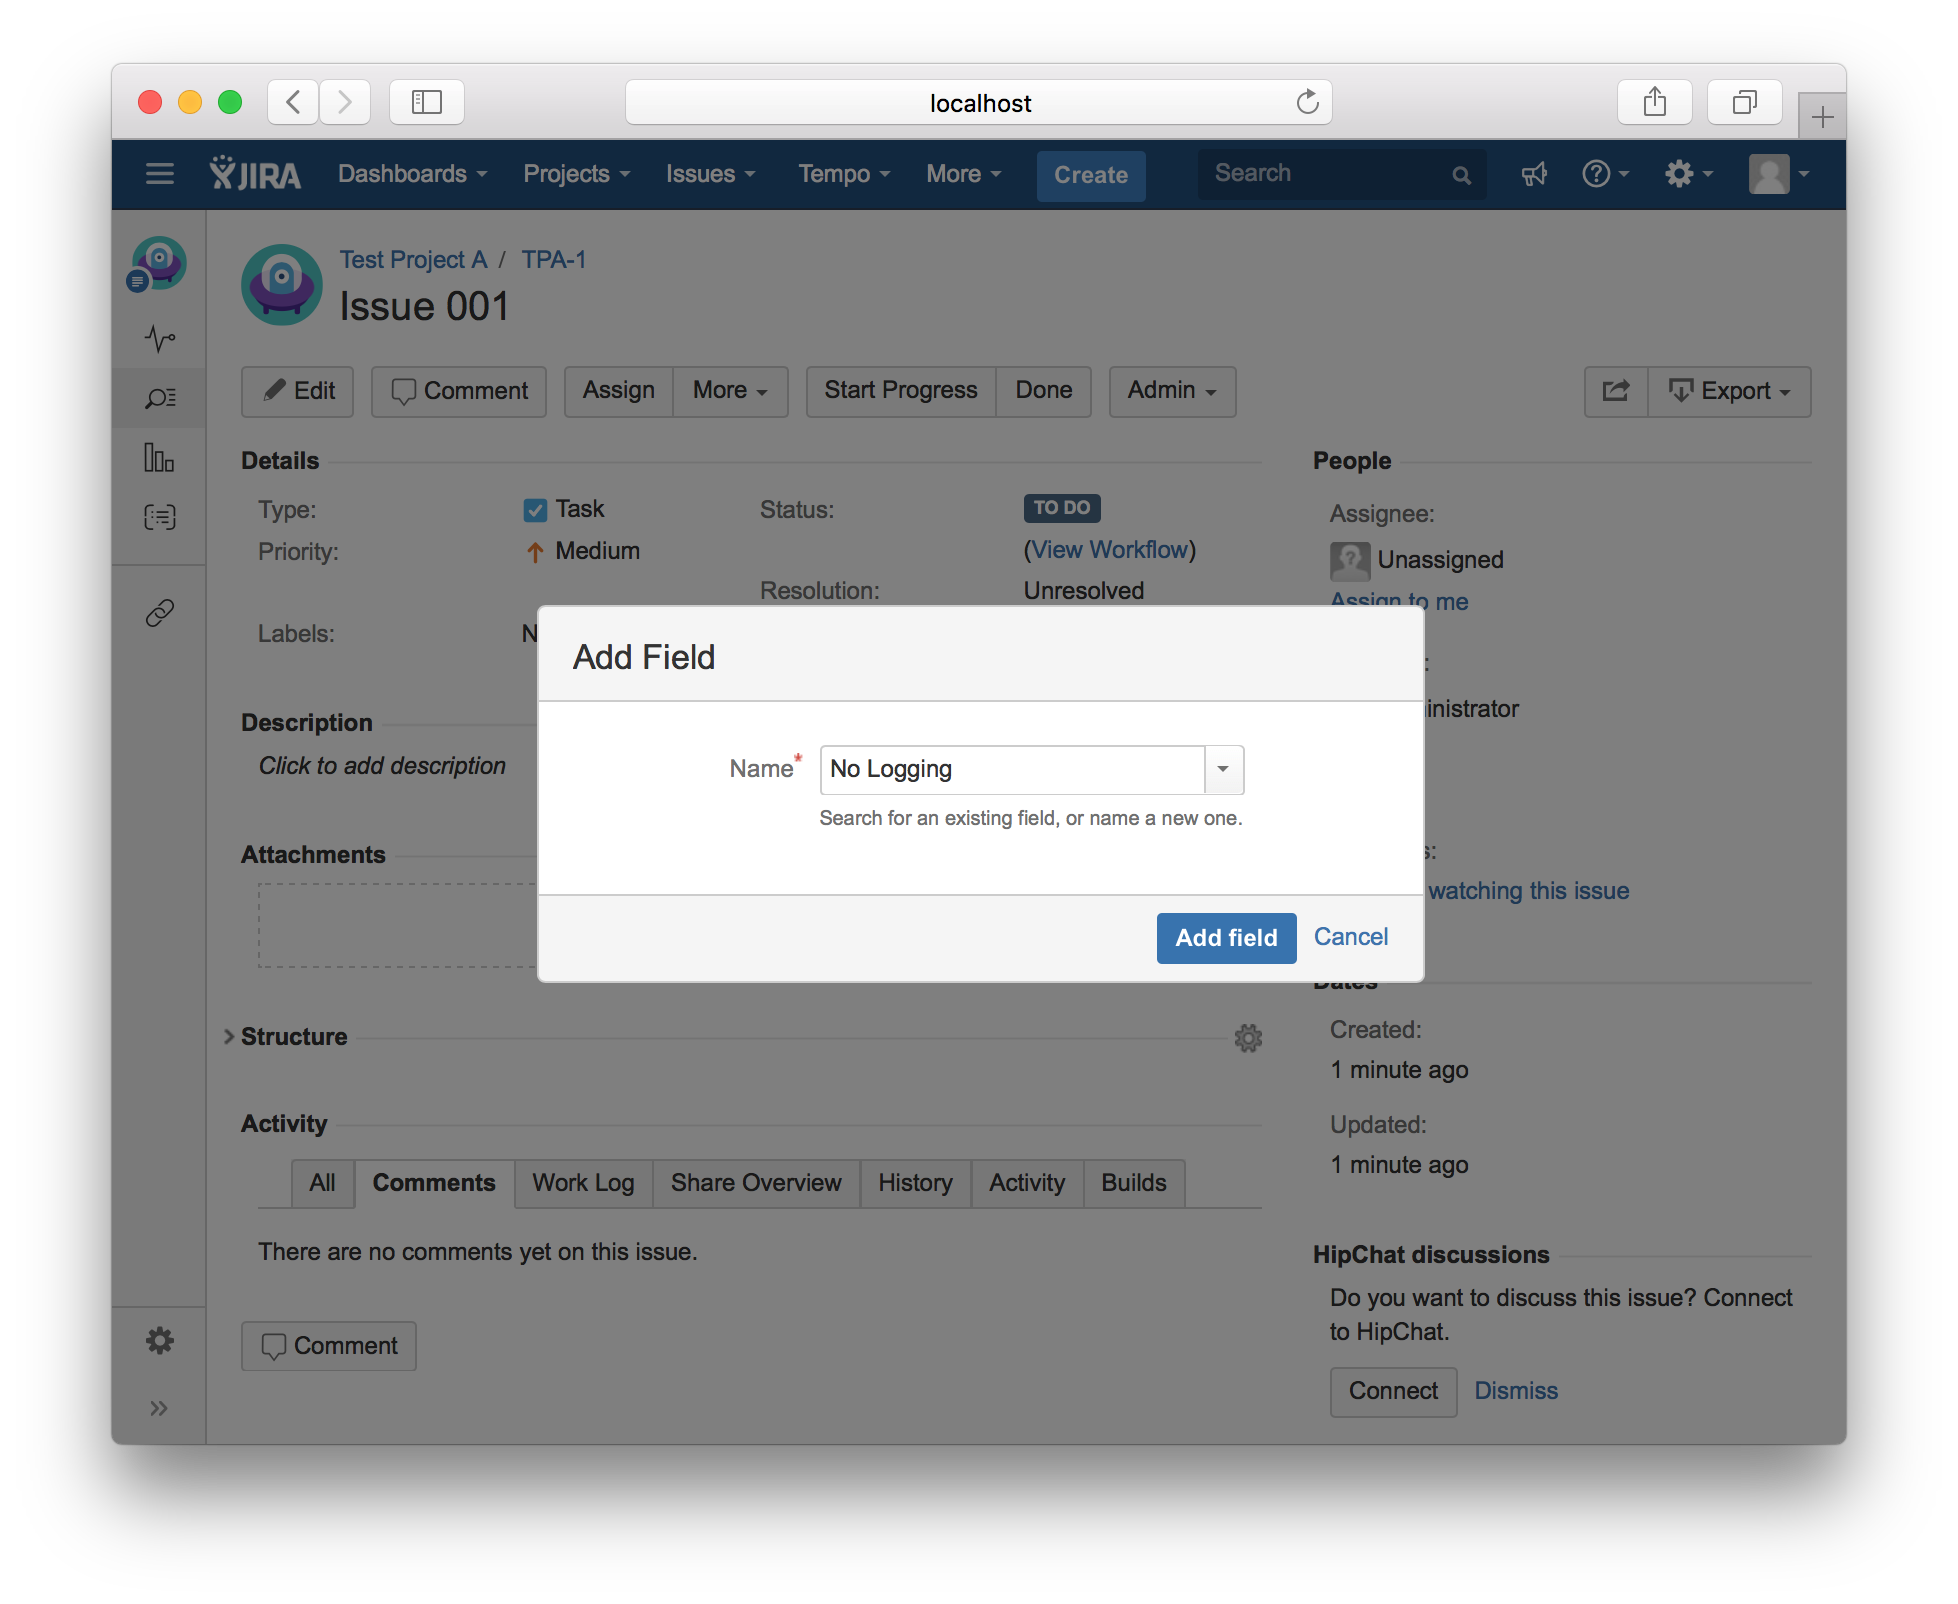 localhost
JIRA Dashboards Projects Issues Tempo More Create Search
Test Project A / TPA-1
Issue 001
Edit Comment Assign More Start Progress Done Admin Export
Details
Type: Task
Priority: Medium
Labels: N
Status: TO DO
(View Workflow)
Resolution: Unresolved
Description
Click to add description
Attachments
Add Field
Name* No Logging
Search for an existing field, or name a new one.
Add field Cancel
Structure
Activity
All Comments Work Log Share Overview History Activity Builds
There are no comments yet on this issue.
Comment
People
Assignee:
Unassigned
Assign to me
:
inistrator
s:
watching this issue
Dates
Created:
1 minute ago
Updated:
1 minute ago
HipChat discussions
Do you want to discuss this issue? Connect
to HipChat.
Connect Dismiss